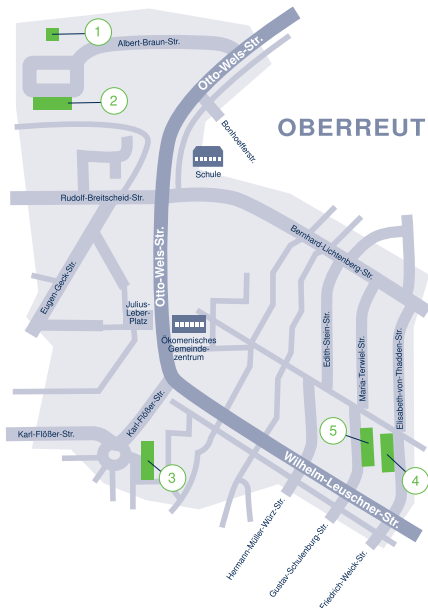 1
Albert-Braun-Str.
Otto-Wels-Str.
2
OBERREUT
Bonhoefferstr.
Schule
Rudolf-Breitscheid-Str.
Bernhard-Lichtenberg-Str.
Otto-Wels-Str.
Eugen-Geck-Str.
Julius-
Leber-
Platz
Ökomenisches
Gemeinde-
zentrum
Edith-Stein-Str.
Maria-Terwiel-Str.
Elisabeth-von-Thadden-Str.
Karl-Flößer-Str.
Karl-Flößer-Str.
5
4
3
Wilhelm-Leuschner-Str.
Hermann-Müller-Würz-Str.
Gustav-Schulenburg-Str.
Friedrich-Weick-Str.